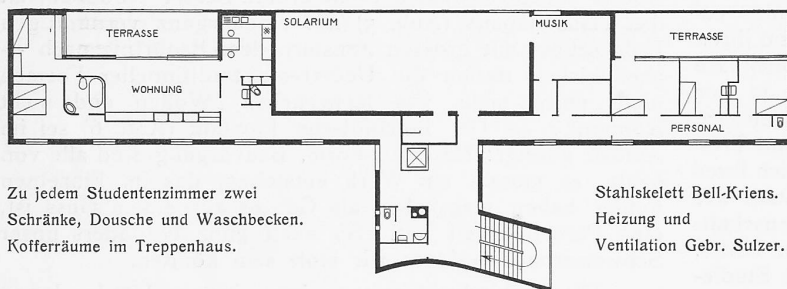 TERRASSE
SOLARIUM
MUSIK
TERRASSE
WOHNUNG
PERSONAL
Zu jedem Studentenzimmer zwei
Schränke, Dousche und Waschbecken.
Kofferräume im Treppenhaus.
Stahlskelett Bell-Kriens.
Heizung und
Ventilation Gebr. Sulzer.